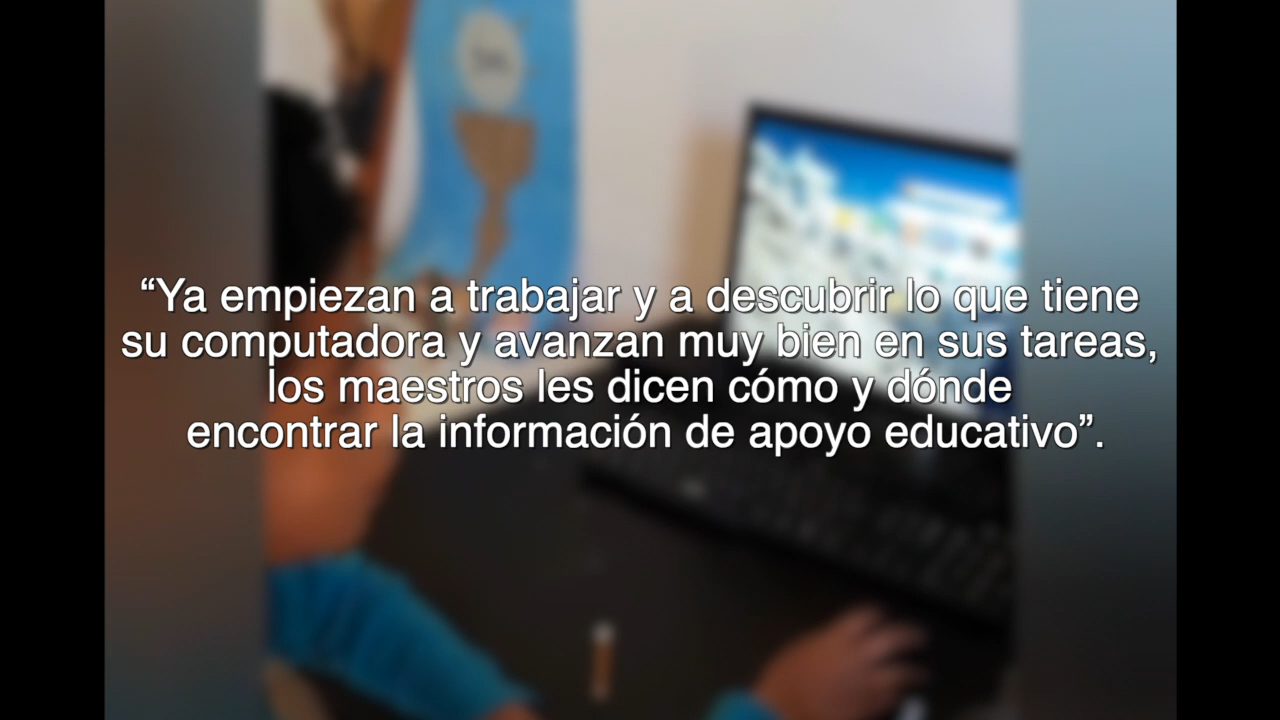 “Ya empiezan a trabajar y a descubrir lo que tiene
su computadora y avanzan muy bien en sus tareas,
los maestros les dicen cómo y dónde
encontrar la información de apoyo educativo”.